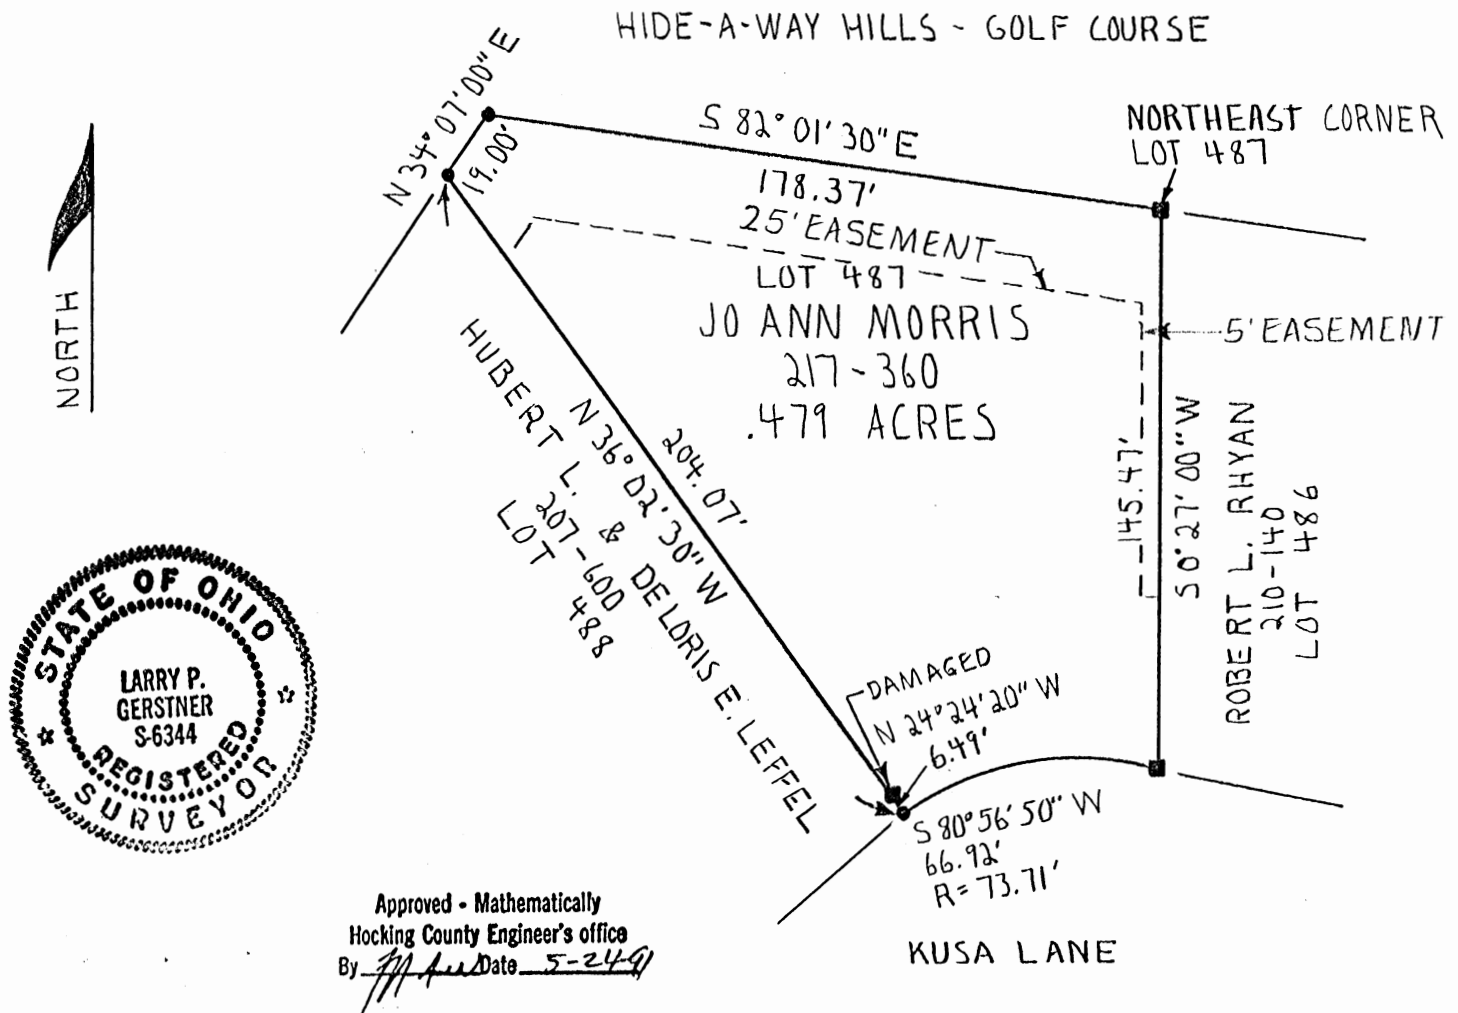 HIDE-A-WAY HILLS - GOLF COURSE
N 34° 07' 00" E
19.00'
S 82° 01' 30" E
178.37'
NORTHEAST CORNER
LOT 487
25' EASEMENT
LOT 487
JO ANN MORRIS
217-360
.479 ACRES
5' EASEMENT
NORTH
HUBERT L. & DELORIS E. LEFFEL
207-600
LOT 488
N 36° 02' 30" W
204.07'
145.47'
S 0° 27' 00" W
ROBERT L. RHYAN
210-140
LOT 486
DAMAGED
N 24° 24' 20" W
6.49'
S 80° 56' 50" W
66.92'
R = 73.71'
KUSA LANE
STATE OF OHIO
LARRY P.
GERSTNER
S-6344
REGISTERED
SURVEYOR
Approved - Mathematically
Hocking County Engineer's office
By Date 5-24-91